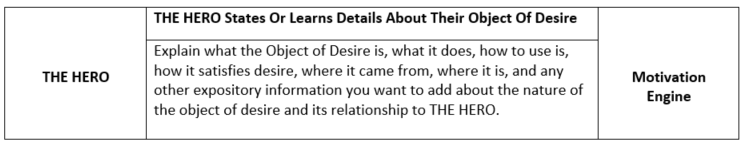 THE HERO States Or Learns Details About Their Object Of Desire
THE HERO
Explain what the Object of Desire is, what it does, how to use is,
how it satisfies desire, where it came from, where it is, and any
other expository information you want to add about the nature of
the object of desire and its relationship to THE HERO.
Motivation
Engine